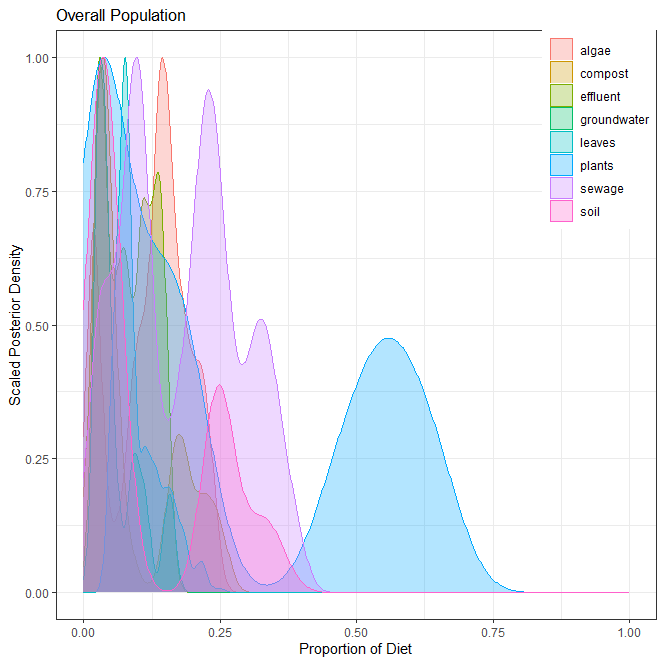 Overall Population
algae
compost
effluent
groundwater
leaves
plants
sewage
soil
1.00
0.75
0.50
0.25
0.00
Scaled Posterior Density
0.00 0.25 0.50 0.75 1.00
Proportion of Diet